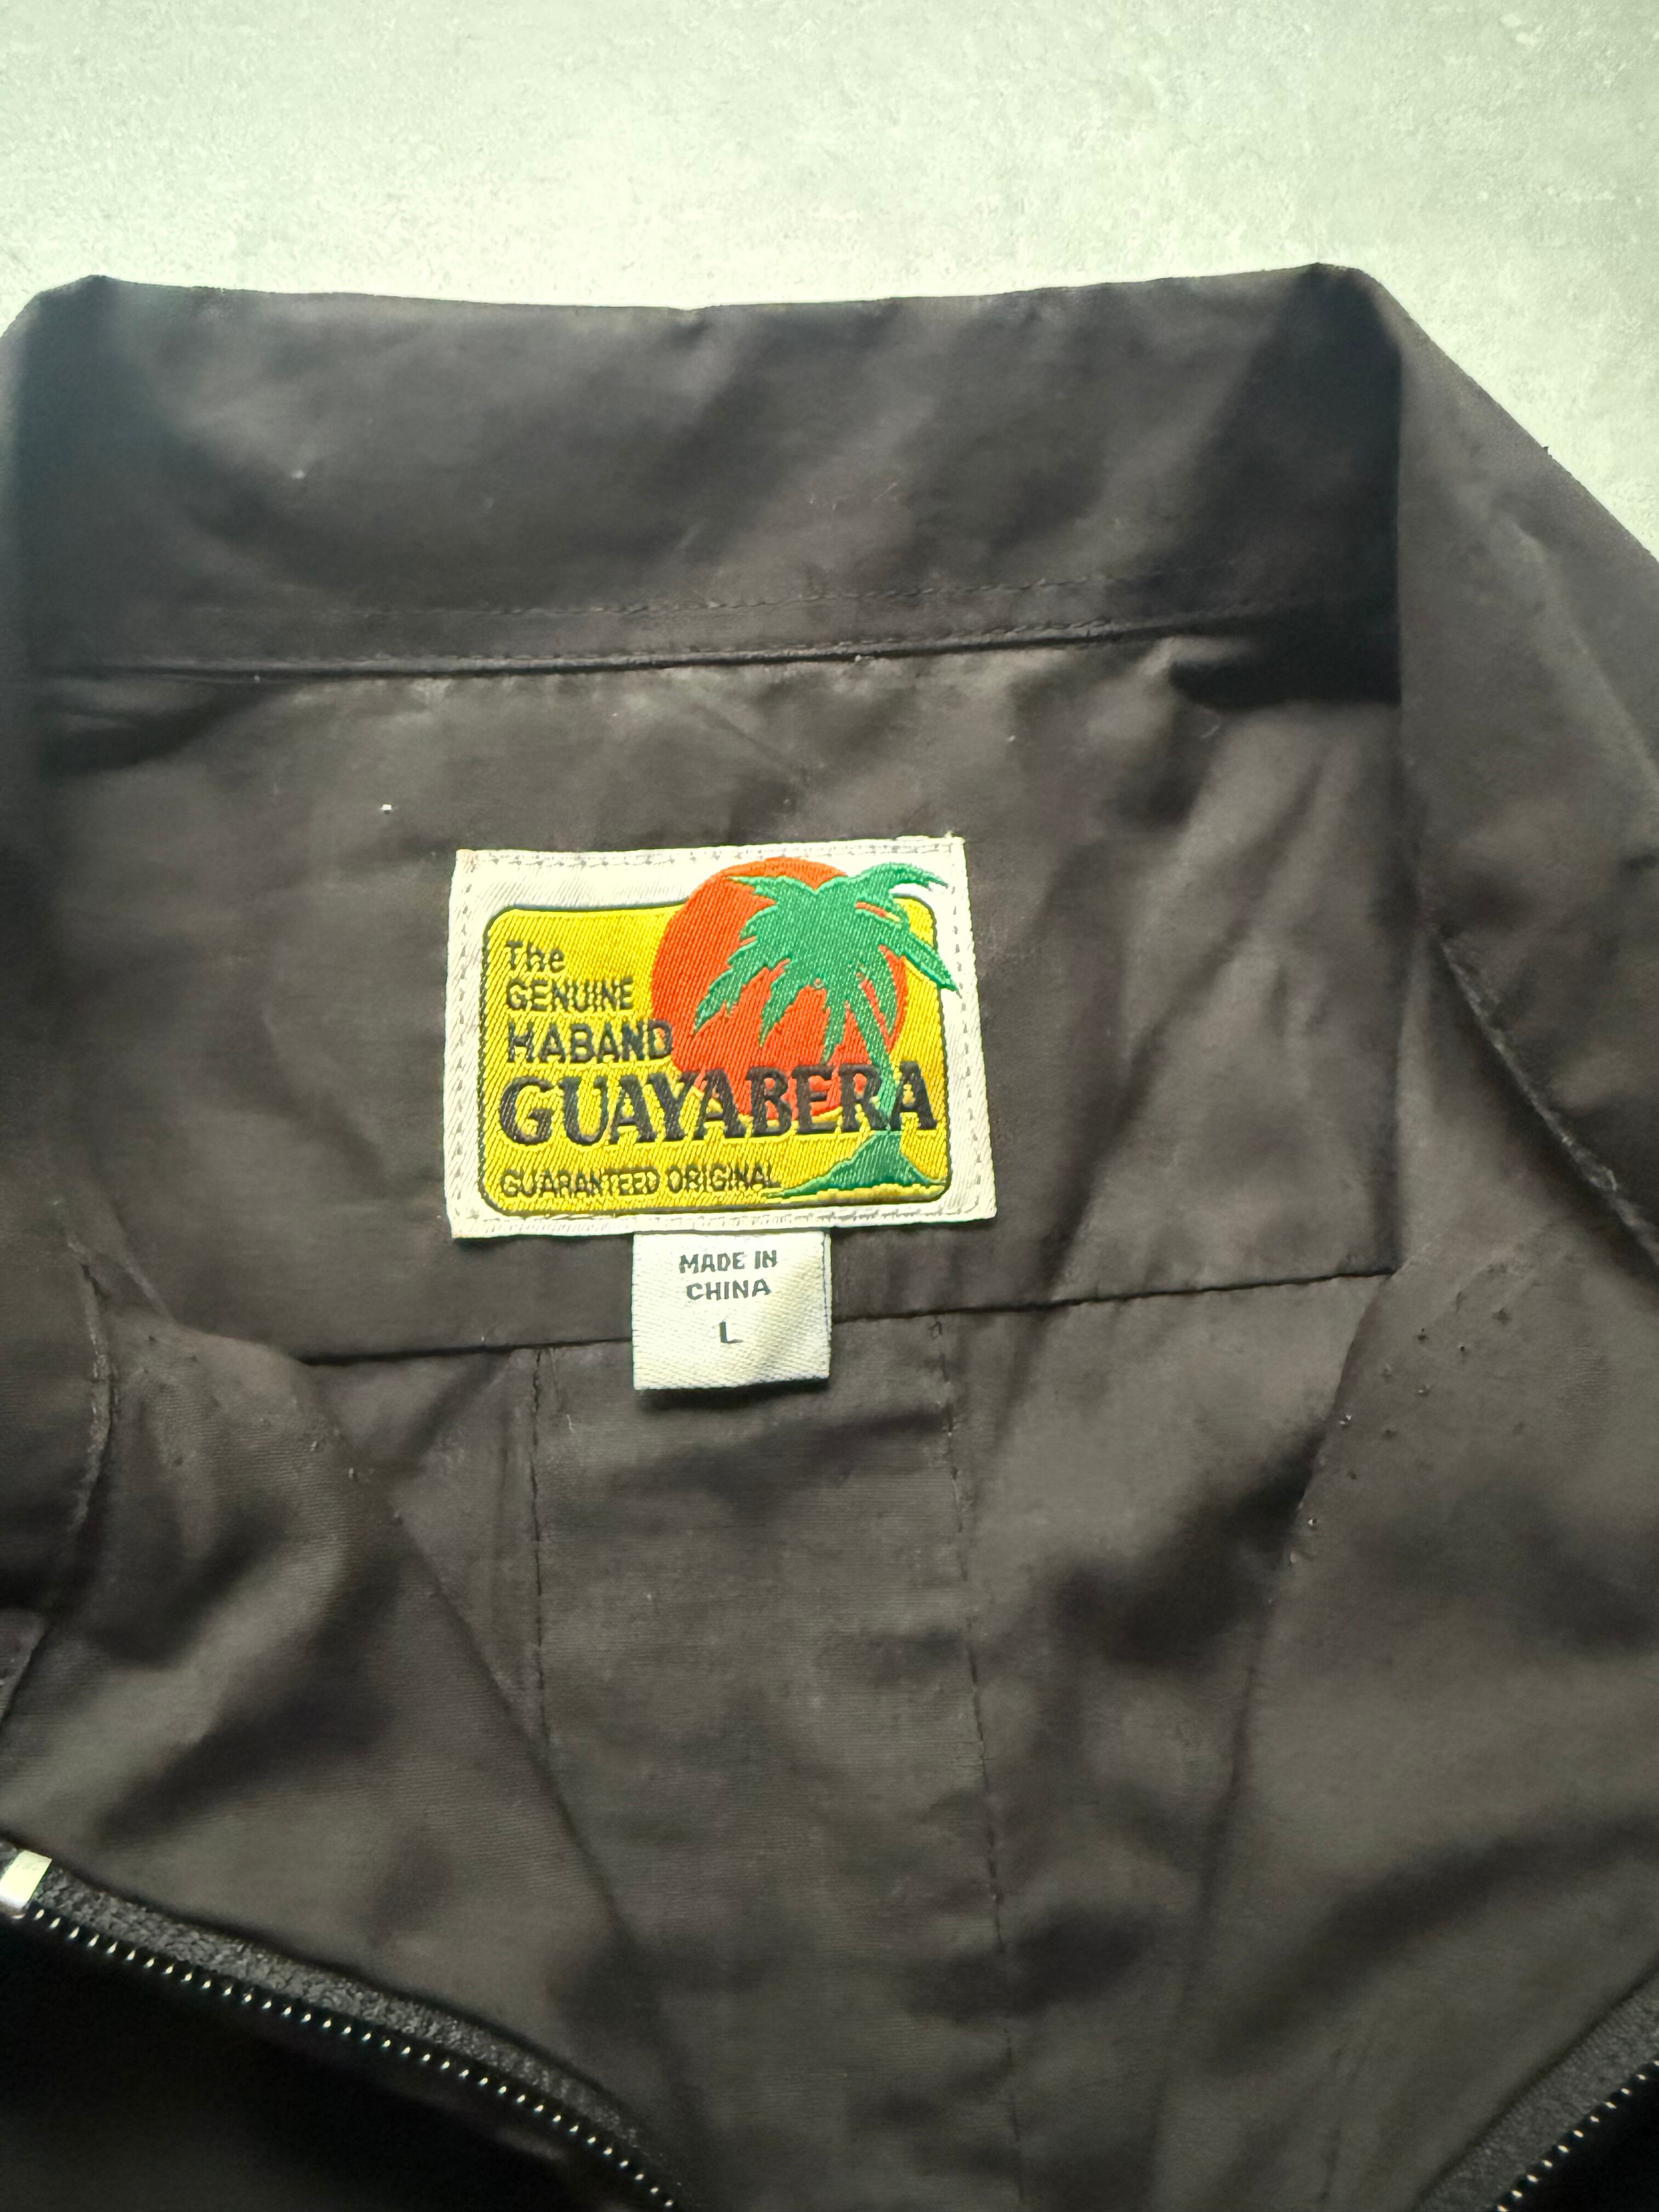 The
GENUINE
HABAND
GUAYABERA
GUARANTEED ORIGINAL
MADE IN
CHINA
L